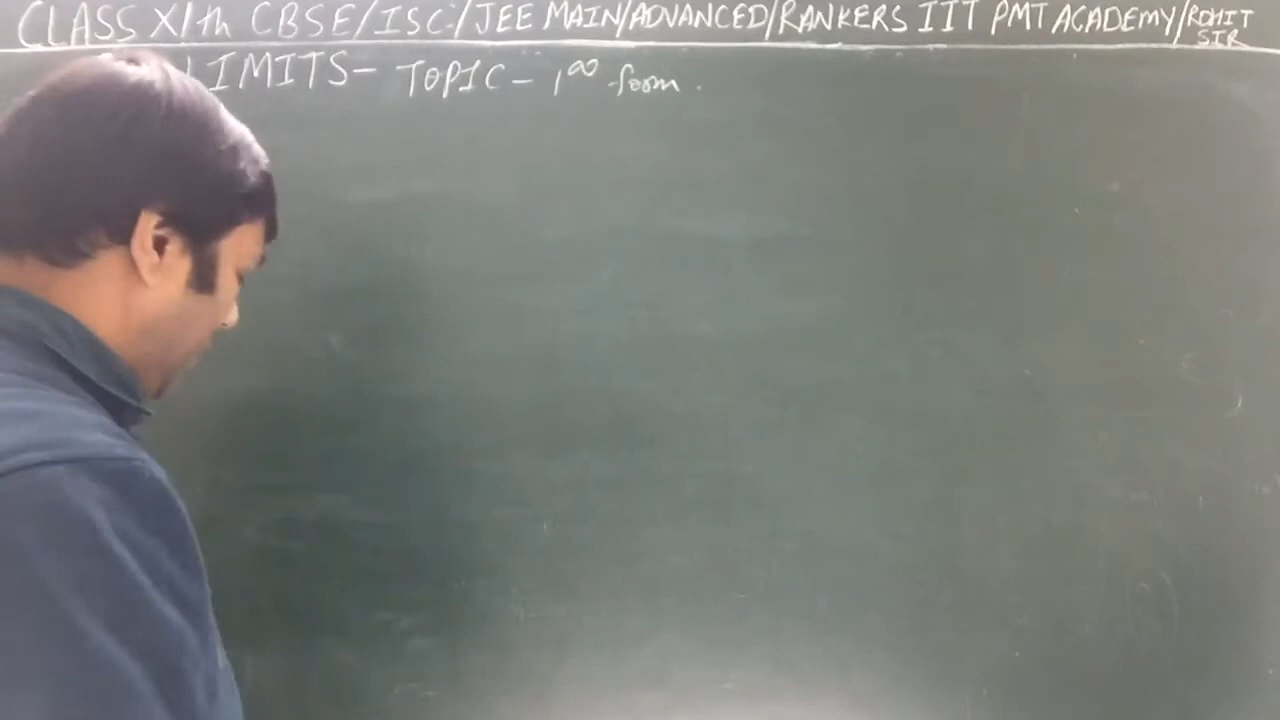 CLASS XIth CBSE/ISC/JEE MAIN/ADVANCED/RANKERS IIT PMT ACADEMY/ROHIT SIR
LIMITS- TOPIC - 1^∞ form.